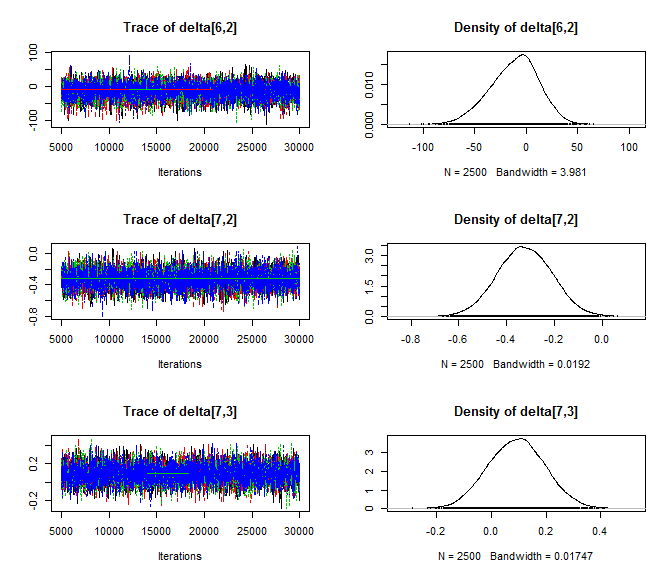 Trace of delta[6,2]
100
0
-100
5000 10000 15000 20000 25000 30000
Iterations
Density of delta[6,2]
0.010
0.000
-100 -50 0 50 100
N = 2500 Bandwidth = 3.981
Trace of delta[7,2]
0.0
-0.4
-0.8
5000 10000 15000 20000 25000 30000
Iterations
Density of delta[7,2]
3.0
1.5
0.0
-0.8 -0.6 -0.4 -0.2 0.0
N = 2500 Bandwidth = 0.0192
Trace of delta[7,3]
0.2
-0.2
5000 10000 15000 20000 25000 30000
Iterations
Density of delta[7,3]
3
2
1
0
-0.2 0.0 0.2 0.4
N = 2500 Bandwidth = 0.01747